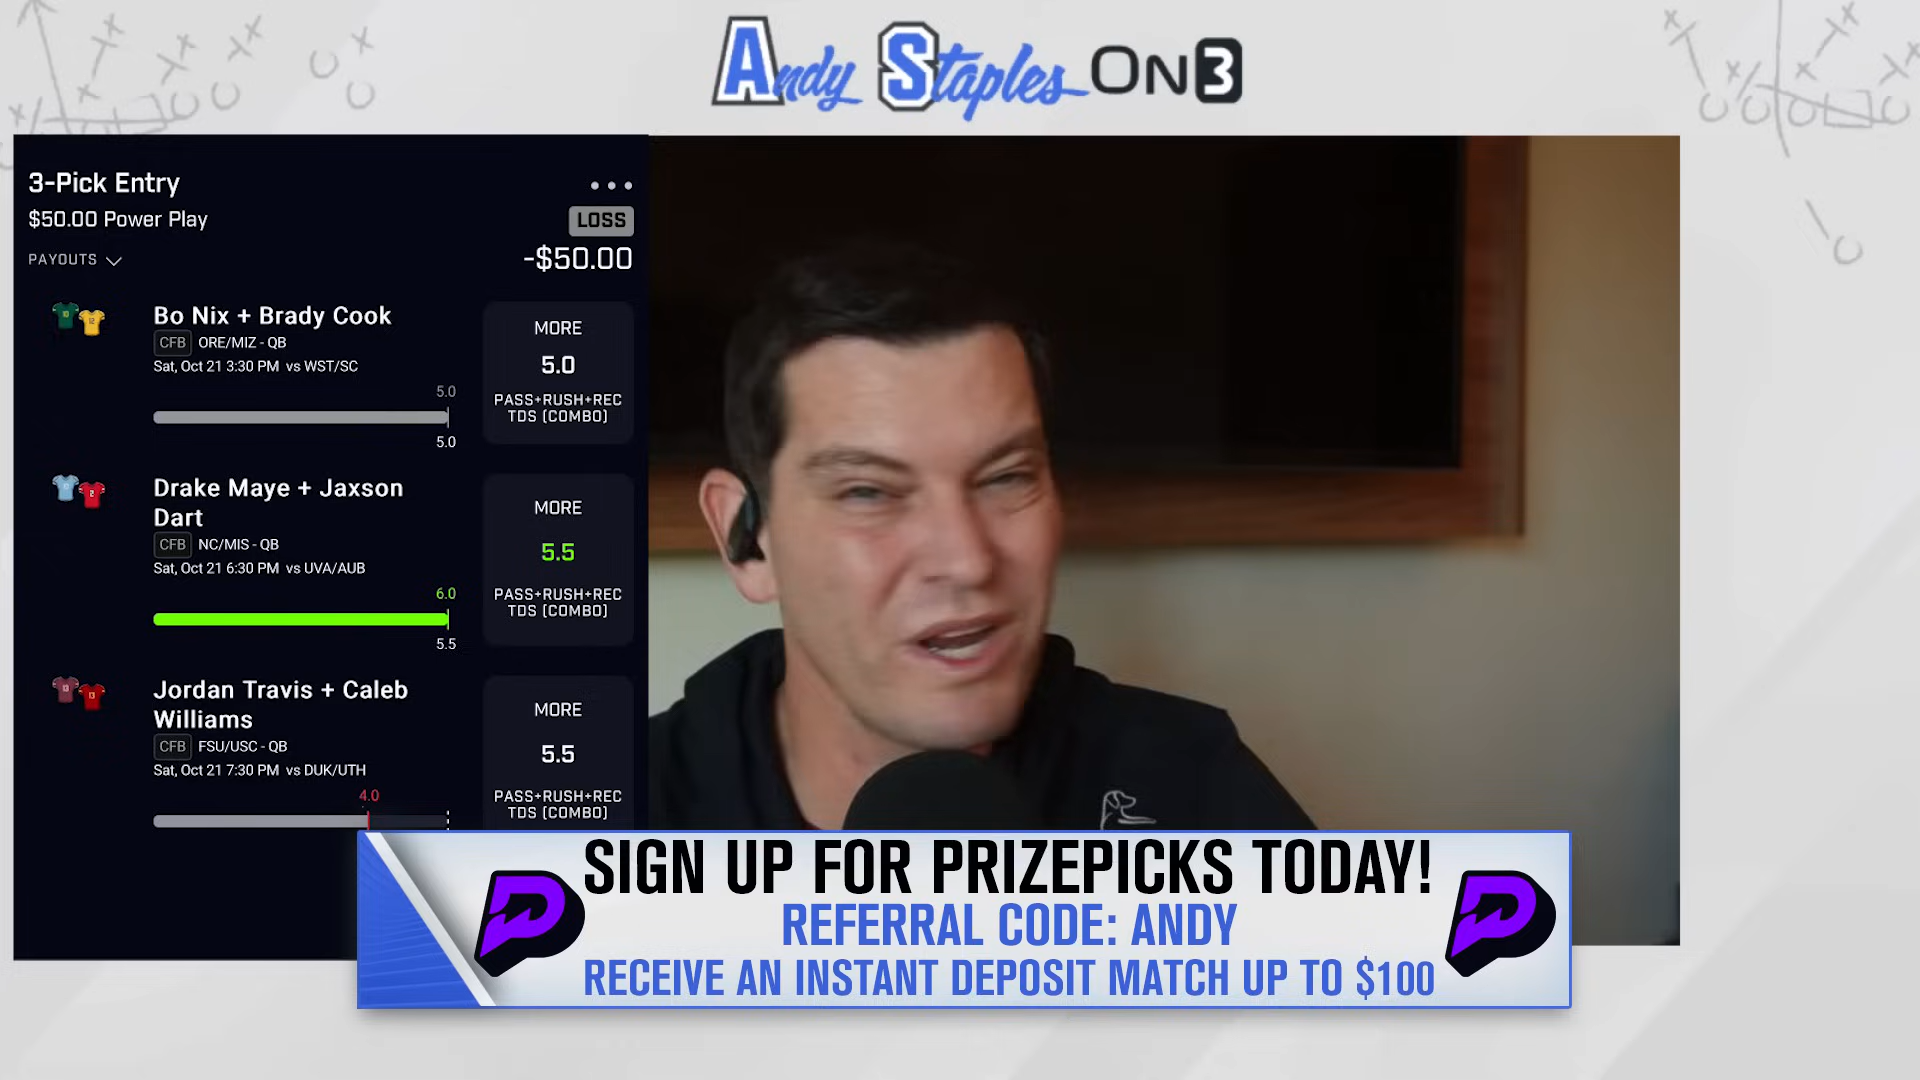 Andy Staples On3
3-Pick Entry
$50.00 Power Play
LOSS
PAYOUTS
-$50.00
Bo Nix + Brady Cook
CFB ORE/MIZ - QB
Sat, Oct 21 3:30 PM vs WST/SC
5.0
5.0
MORE
5.0
PASS+RUSH+REC
TDS (COMBO)
Drake Maye + Jaxson
Dart
CFB NC/MIS - QB
Sat, Oct 21 6:30 PM vs UVA/AUB
6.0
5.5
MORE
5.5
PASS+RUSH+REC
TDS (COMBO)
Jordan Travis + Caleb
Williams
CFB FSU/USC - QB
Sat, Oct 21 7:30 PM vs DUK/UTH
4.0
MORE
5.5
PASS+RUSH+REC
TDS (COMBO)
SIGN UP FOR PRIZEPICKS TODAY!
REFERRAL CODE: ANDY
RECEIVE AN INSTANT DEPOSIT MATCH UP TO $100